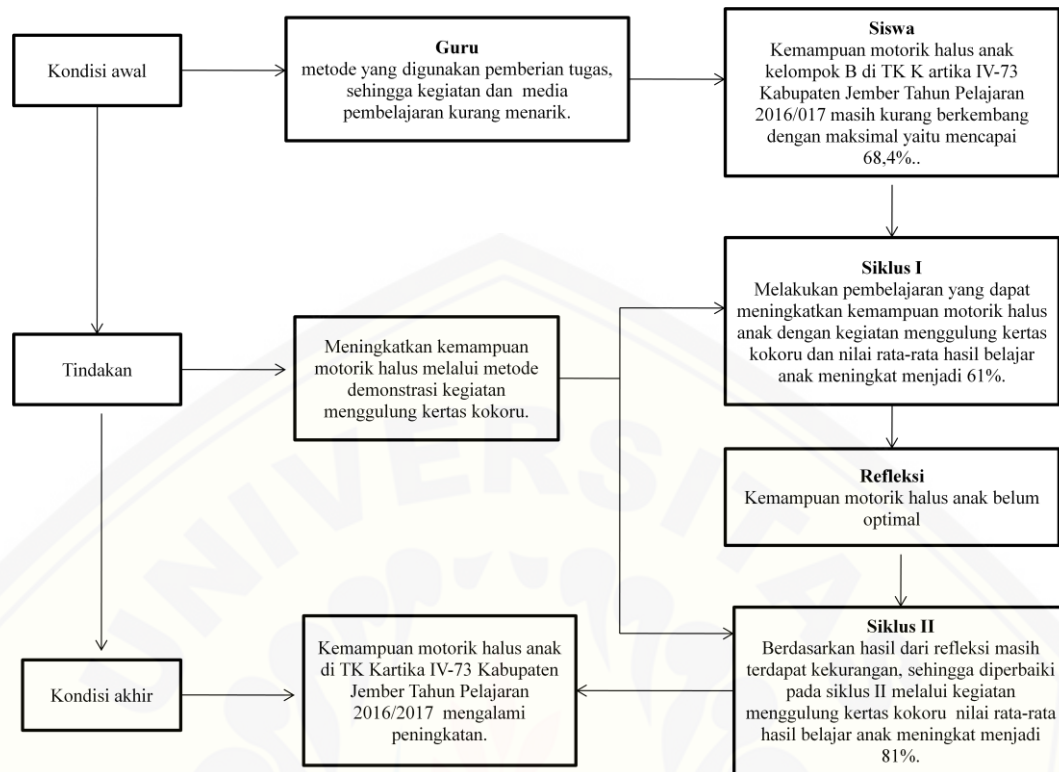 Kondisi awal
Guru
metode yang digunakan pemberian tugas,
sehingga kegiatan dan media
pembelajaran kurang menarik.
Siswa
Kemampuan motorik halus anak
kelompok B di TK K artika IV-73
Kabupaten Jember Tahun Pelajaran
2016/017 masih kurang berkembang
dengan maksimal yaitu mencapai
68,4%..
Siklus I
Melakukan pembelajaran yang dapat
meningkatkan kemampuan motorik halus
anak dengan kegiatan menggulung kertas
kokoru dan nilai rata-rata hasil belajar
anak meningkat menjadi 61%.
Tindakan
Meningkatkan kemampuan
motorik halus melalui metode
demonstrasi kegiatan
menggulung kertas kokoru.
Refleksi
Kemampuan motorik halus anak belum
optimal
Siklus II
Berdasarkan hasil dari refleksi masih
terdapat kekurangan, sehingga diperbaiki
pada siklus II melalui kegiatan
menggulung kertas kokoru nilai rata-rata
hasil belajar anak meningkat menjadi
81%.
Kondisi akhir
Kemampuan motorik halus anak
di TK Kartika IV-73 Kabupaten
Jember Tahun Pelajaran
2016/2017 mengalami
peningkatan.
UNIVERSITA